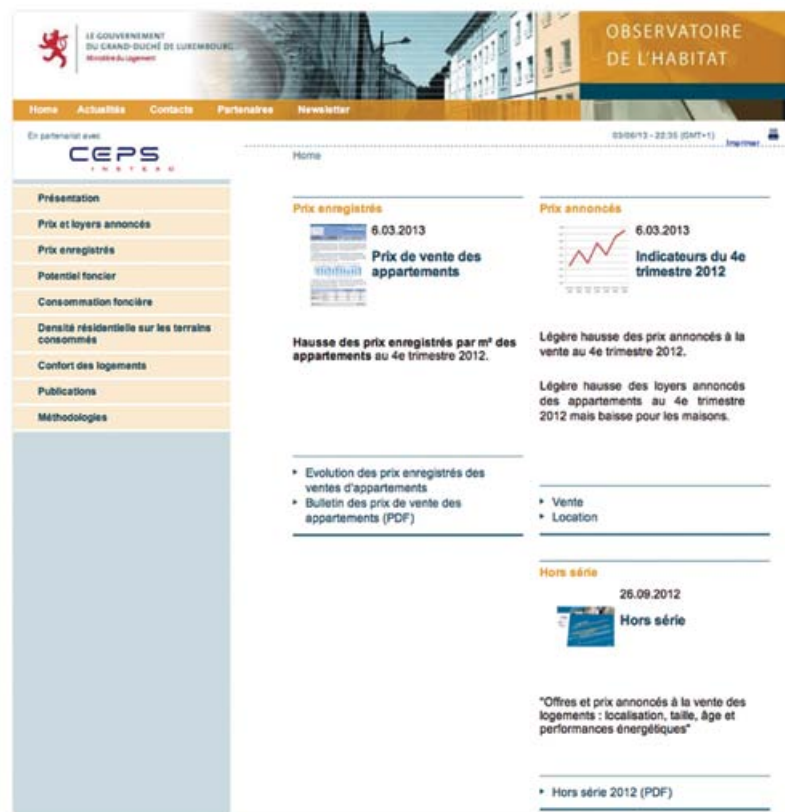 LE GOUVERNEMENT
DU GRAND-DUCHÉ DE LUXEMBOURG
Ministère du Logement
OBSERVATOIRE
DE L'HABITAT
Home Actualités Contacts Partenaires Newsletter
En partenariat avec
CEPS
INSTEAD
03/06/13 - 22:35 (GMT+1)
Imprimer
Home
Présentation
Prix et loyers annoncés
Prix enregistrés
Potentiel foncier
Consommation foncière
Densité résidentielle sur les terrains
consommés
Confort des logements
Publications
Méthodologies
Prix enregistrés
6.03.2013
Prix de vente des
appartements
Hausse des prix enregistrés par m² des
appartements au 4e trimestre 2012.
Evolution des prix enregistrés des
ventes d'appartements
Bulletin des prix de vente des
appartements (PDF)
Prix annoncés
6.03.2013
Indicateurs du 4e
trimestre 2012
Légère hausse des prix annoncés à la
vente au 4e trimestre 2012.
Légère hausse des loyers annoncés
des appartements au 4e trimestre
2012 mais baisse pour les maisons.
Vente
Location
Hors série
26.09.2012
Hors série
"Offres et prix annoncés à la vente des
logements : localisation, taille, âge et
performances énergétiques"
Hors série 2012 (PDF)